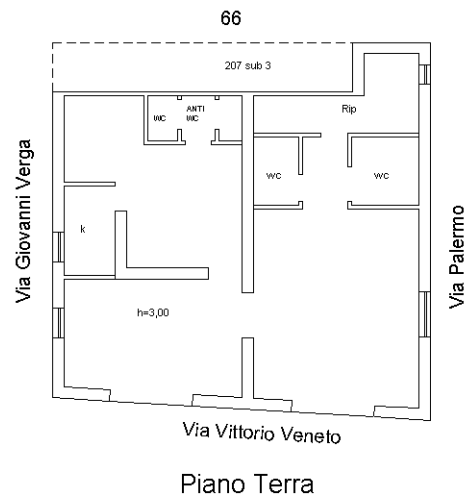 66
207 sub 3
WC
ANTI
WC
Rip
wc
wc
k
Via Giovanni Verga
Via Palermo
h=3,00
Via Vittorio Veneto
Piano Terra